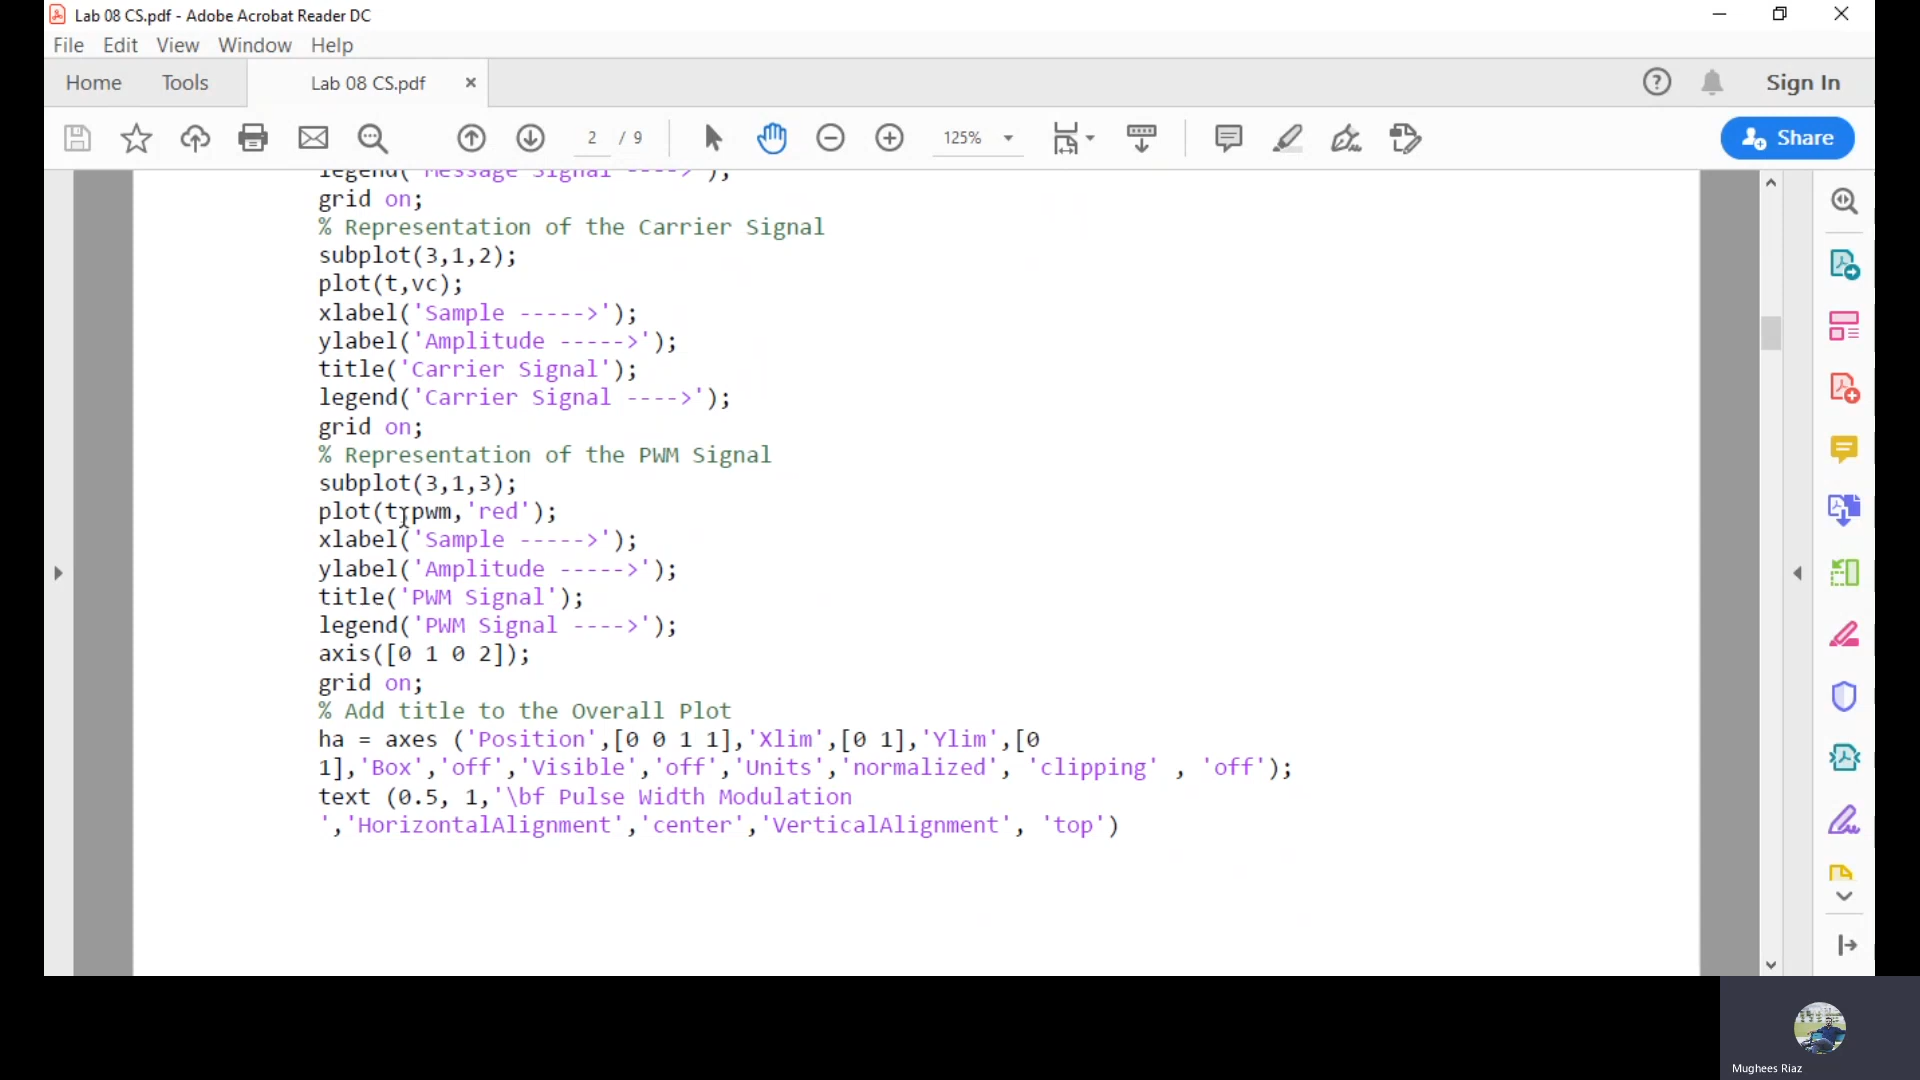 Lab 08 CS.pdf - Adobe Acrobat Reader DC
File Edit View Window Help
Home Tools Lab 08 CS.pdf × Sign In
2 / 9 125% Share
legend('Message Signal ---->');
grid on;
% Representation of the Carrier Signal
subplot(3,1,2);
plot(t,vc);
xlabel('Sample ----->');
ylabel('Amplitude ----->');
title('Carrier Signal');
legend('Carrier Signal ---->');
grid on;
% Representation of the PWM Signal
subplot(3,1,3);
plot(t,pwm,'red');
xlabel('Sample ----->');
ylabel('Amplitude ----->');
title('PWM Signal');
legend('PWM Signal ---->');
axis([0 1 0 2]);
grid on;
% Add title to the Overall Plot
ha = axes ('Position',[0 0 1 1],'Xlim',[0 1],'Ylim',[0
1],'Box','off','Visible','off','Units','normalized', 'clipping' , 'off');
text (0.5, 1,'\bf Pulse Width Modulation
','HorizontalAlignment','center','VerticalAlignment', 'top')
Mughees Riaz